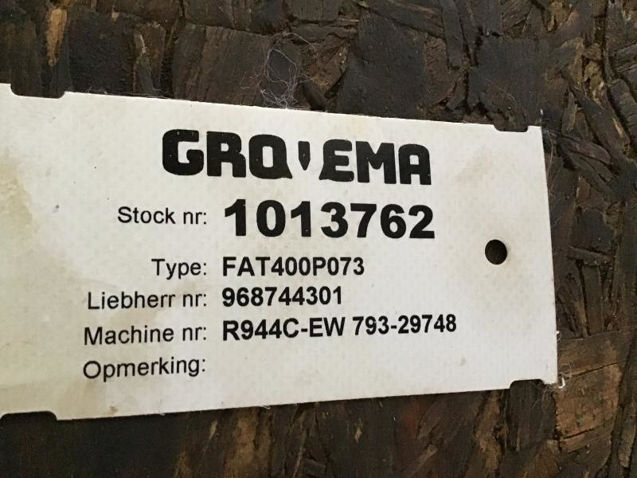 GROVEMA
Stock nr: 1013762
Type: FAT400P073
Liebherr nr: 968744301
Machine nr: R944C-EW 793-29748
Opmerking: